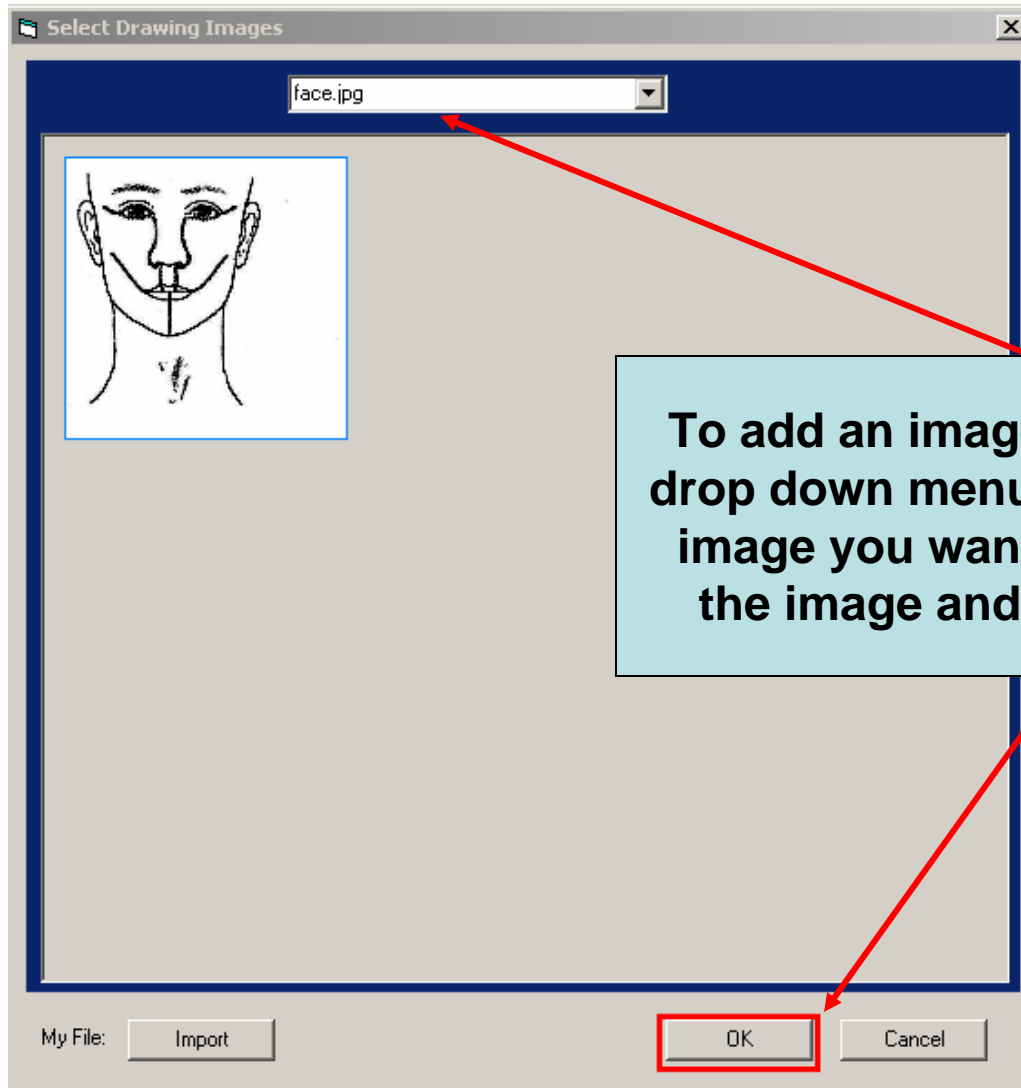 Select Drawing Images
face.jpg
To add an imag
drop down menu
image you wan
the image and
My File:
Import
OK
Cancel